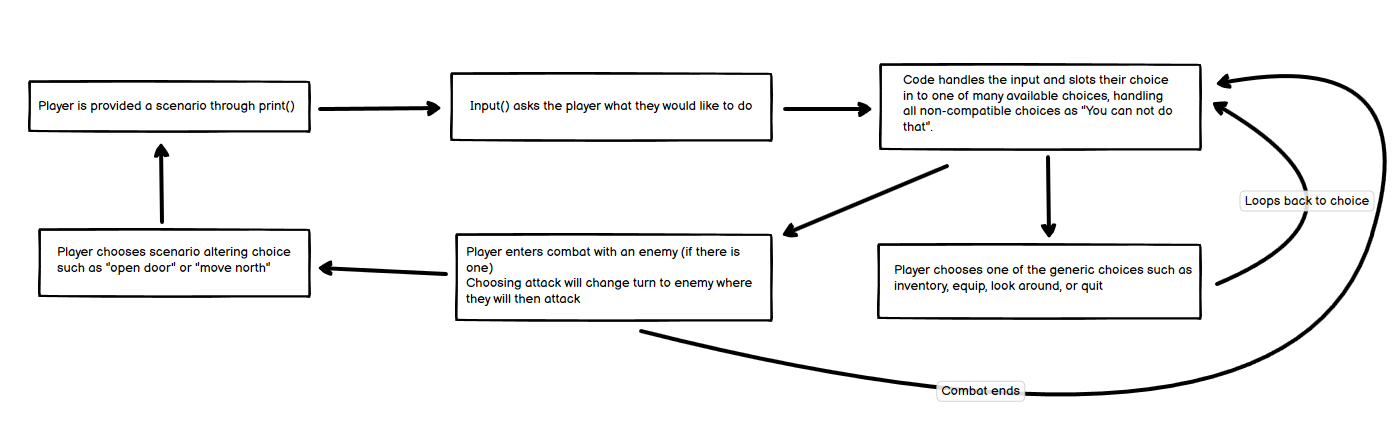 Player is provided a scenario through print()
Input() asks the player what they would like to do
Code handles the input and slots their choice
in to one of many available choices, handling
all non-compatible choices as "You can not do
that".
Loops back to choice
Player chooses scenario altering choice
such as "open door" or "move north"
Player enters combat with an enemy (if there is
one)
Choosing attack will change turn to enemy where
they will then attack
Player chooses one of the generic choices such as
inventory, equip, look around, or quit
Combat ends